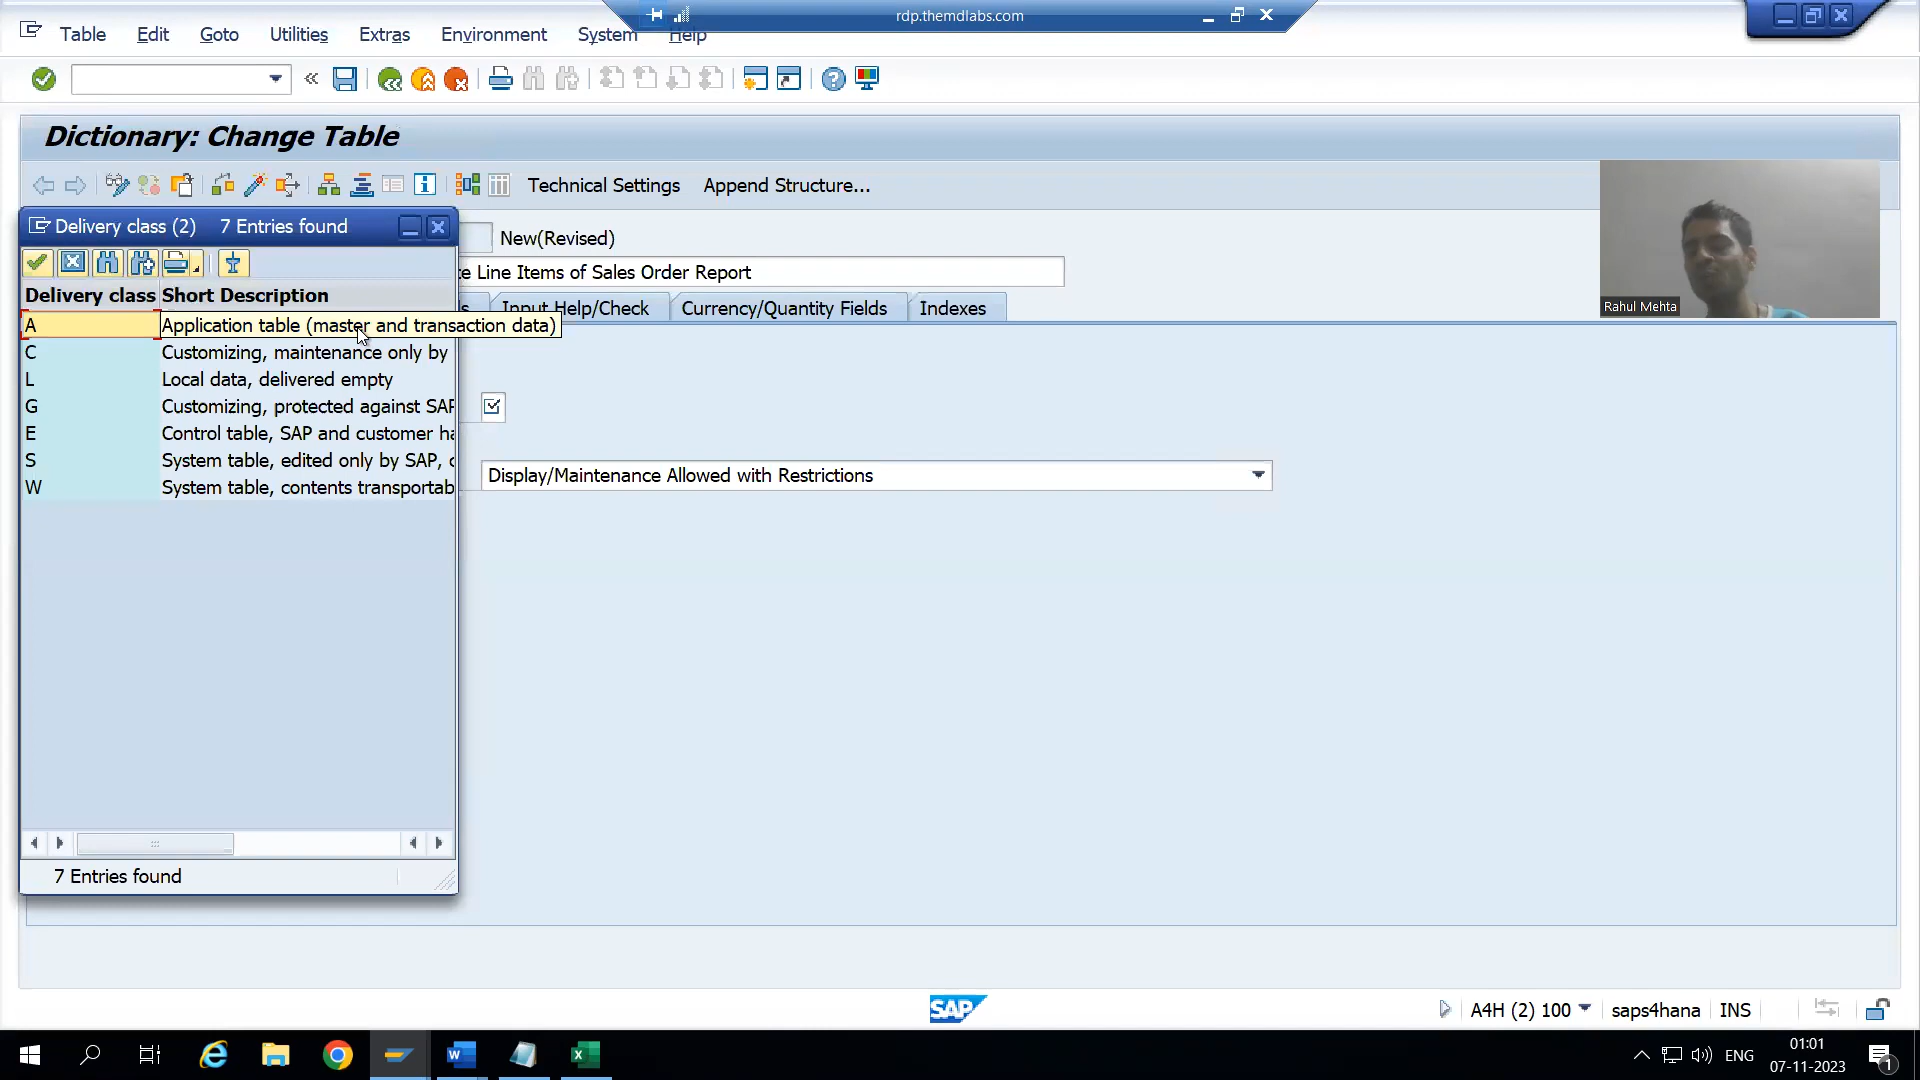 rdp.themdlabs.com
Table Edit Goto Utilities Extras Environment System Help
Dictionary: Change Table
Technical Settings Append Structure...
Delivery class (2) 7 Entries found
New(Revised)
te Line Items of Sales Order Report
Delivery class Short Description
Input Help/Check Currency/Quantity Fields Indexes
Rahul Mehta
A Application table (master and transaction data)
C Customizing, maintenance only by
L Local data, delivered empty
G Customizing, protected against SAP
E Control table, SAP and customer ha
S System table, edited only by SAP, c
W System table, contents transportab
Display/Maintenance Allowed with Restrictions
7 Entries found
SAP
A4H (2) 100 saps4hana INS
ENG
01:01
07-11-2023
1